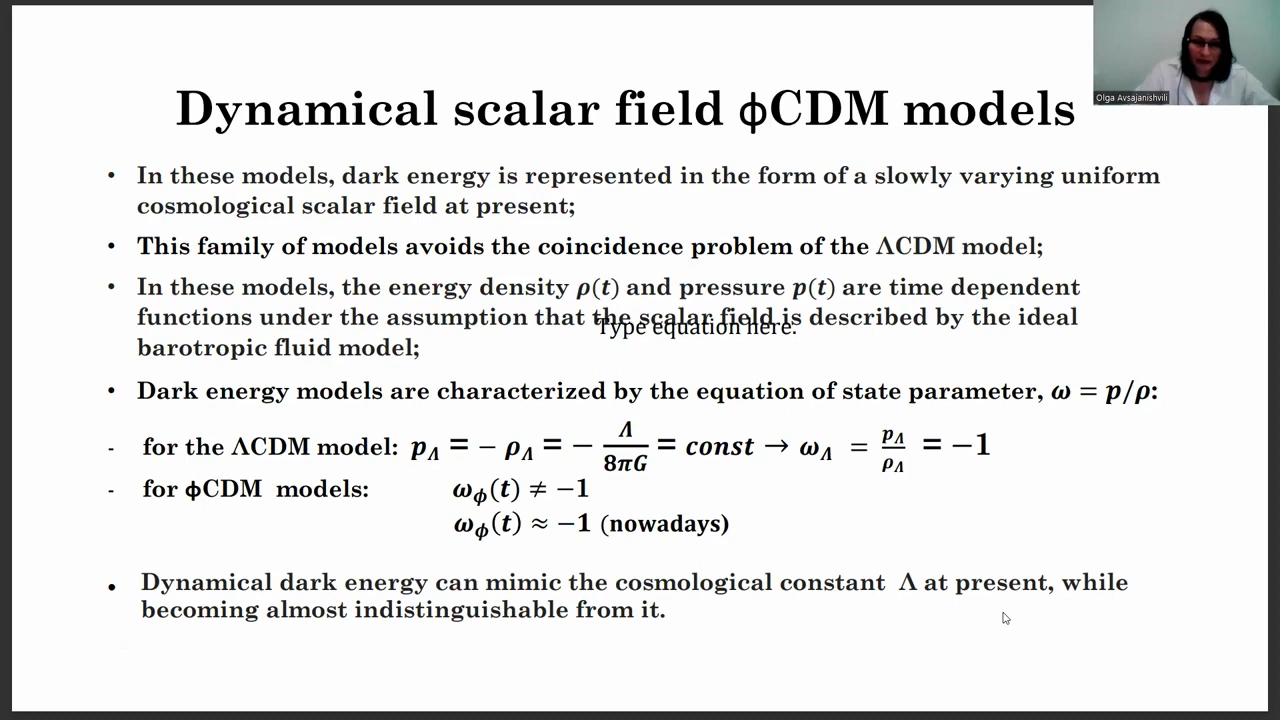 Olga Avsajanishvili
Dynamical scalar field ϕCDM models
• In these models, dark energy is represented in the form of a slowly varying uniform
cosmological scalar field at present;
• This family of models avoids the coincidence problem of the ΛCDM model;
• In these models, the energy density ρ(t) and pressure p(t) are time dependent
functions under the assumption that the scalar field is described by the ideal
Type equation here.
barotropic fluid model;
• Dark energy models are characterized by the equation of state parameter, ω = p/ρ:
- for the ΛCDM model: p_Λ = − ρ_Λ = − Λ/8πG = const → ω_Λ = p_Λ/ρ_Λ = −1
- for ϕCDM models: ω_ϕ(t) ≠ −1
ω_ϕ(t) ≈ −1 (nowadays)
• Dynamical dark energy can mimic the cosmological constant Λ at present, while
becoming almost indistinguishable from it.